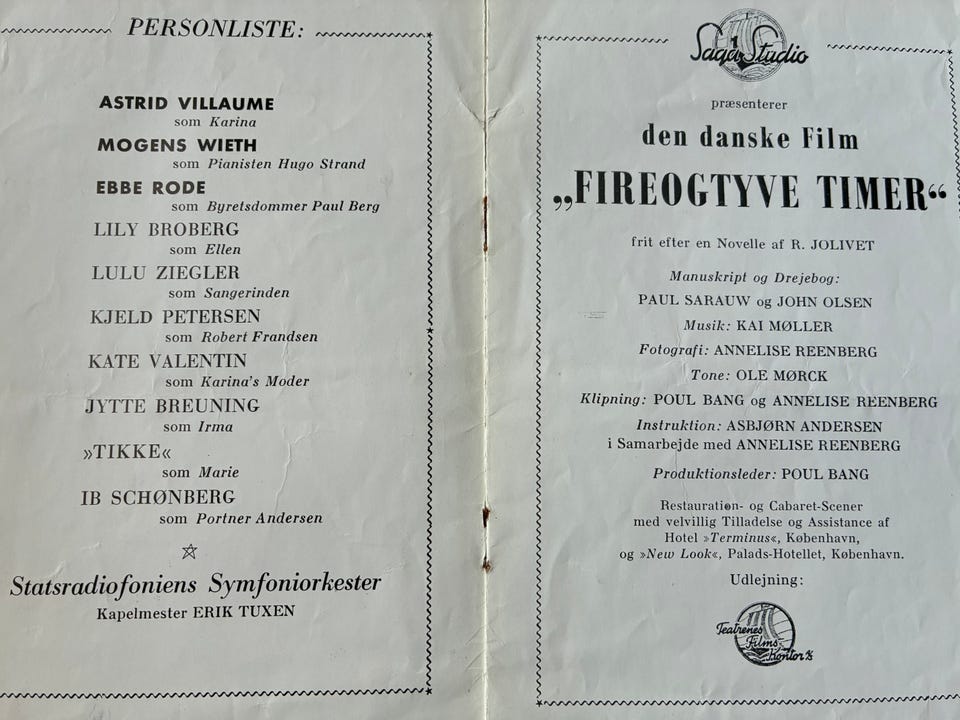 PERSONLISTE:
ASTRID VILLAUME
som Karina
MOGENS WIETH
som Pianisten Hugo Strand
EBBE RODE
som Byretsdommer Paul Berg
LILY BROBERG
som Ellen
LULU ZIEGLER
som Sangerinden
KJELD PETERSEN
som Robert Frandsen
KATE VALENTIN
som Karina's Moder
JYTTE BREUNING
som Irma
»TIKKE«
som Marie
IB SCHØNBERG
som Portner Andersen
Statsradiofoniens Symfoniorkester
Kapelmester ERIK TUXEN
Saga Studio
præsenterer
den danske Film
„FIREOGTYVE TIMER“
frit efter en Novelle af R. JOLIVET
Manuskript og Drejebog:
PAUL SARAUW og JOHN OLSEN
Musik: KAI MØLLER
Fotografi: ANNELISE REENBERG
Tone: OLE MØRCK
Klipning: POUL BANG og ANNELISE REENBERG
Instruktion: ASBJØRN ANDERSEN
i Samarbejde med ANNELISE REENBERG
Produktionsleder: POUL BANG
Restauration- og Cabaret-Scener
med velvillig Tilladelse og Assistance af
Hotel »Terminus«, København,
og »New Look«, Palads-Hotellet, København.
Udlejning:
Teatrenes
Films-
Kontor A/S